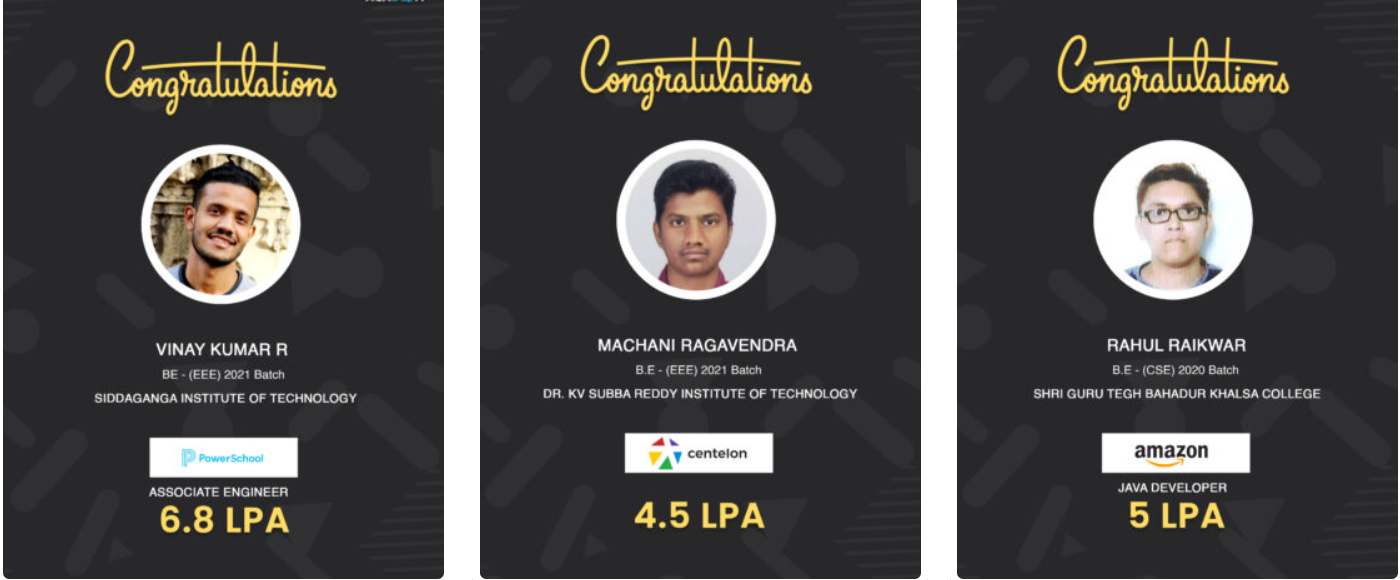 Congratulations
VINAY KUMAR R
BE - (EEE) 2021 Batch
SIDDAGANGA INSTITUTE OF TECHNOLOGY
PowerSchool
ASSOCIATE ENGINEER
6.8 LPA
Congratulations
MACHANI RAGAVENDRA
B.E - (EEE) 2021 Batch
DR. KV SUBBA REDDY INSTITUTE OF TECHNOLOGY
centelon
4.5 LPA
Congratulations
RAHUL RAIKWAR
B.E - (CSE) 2020 Batch
SHRI GURU TEGH BAHADUR KHALSA COLLEGE
amazon
JAVA DEVELOPER
5 LPA